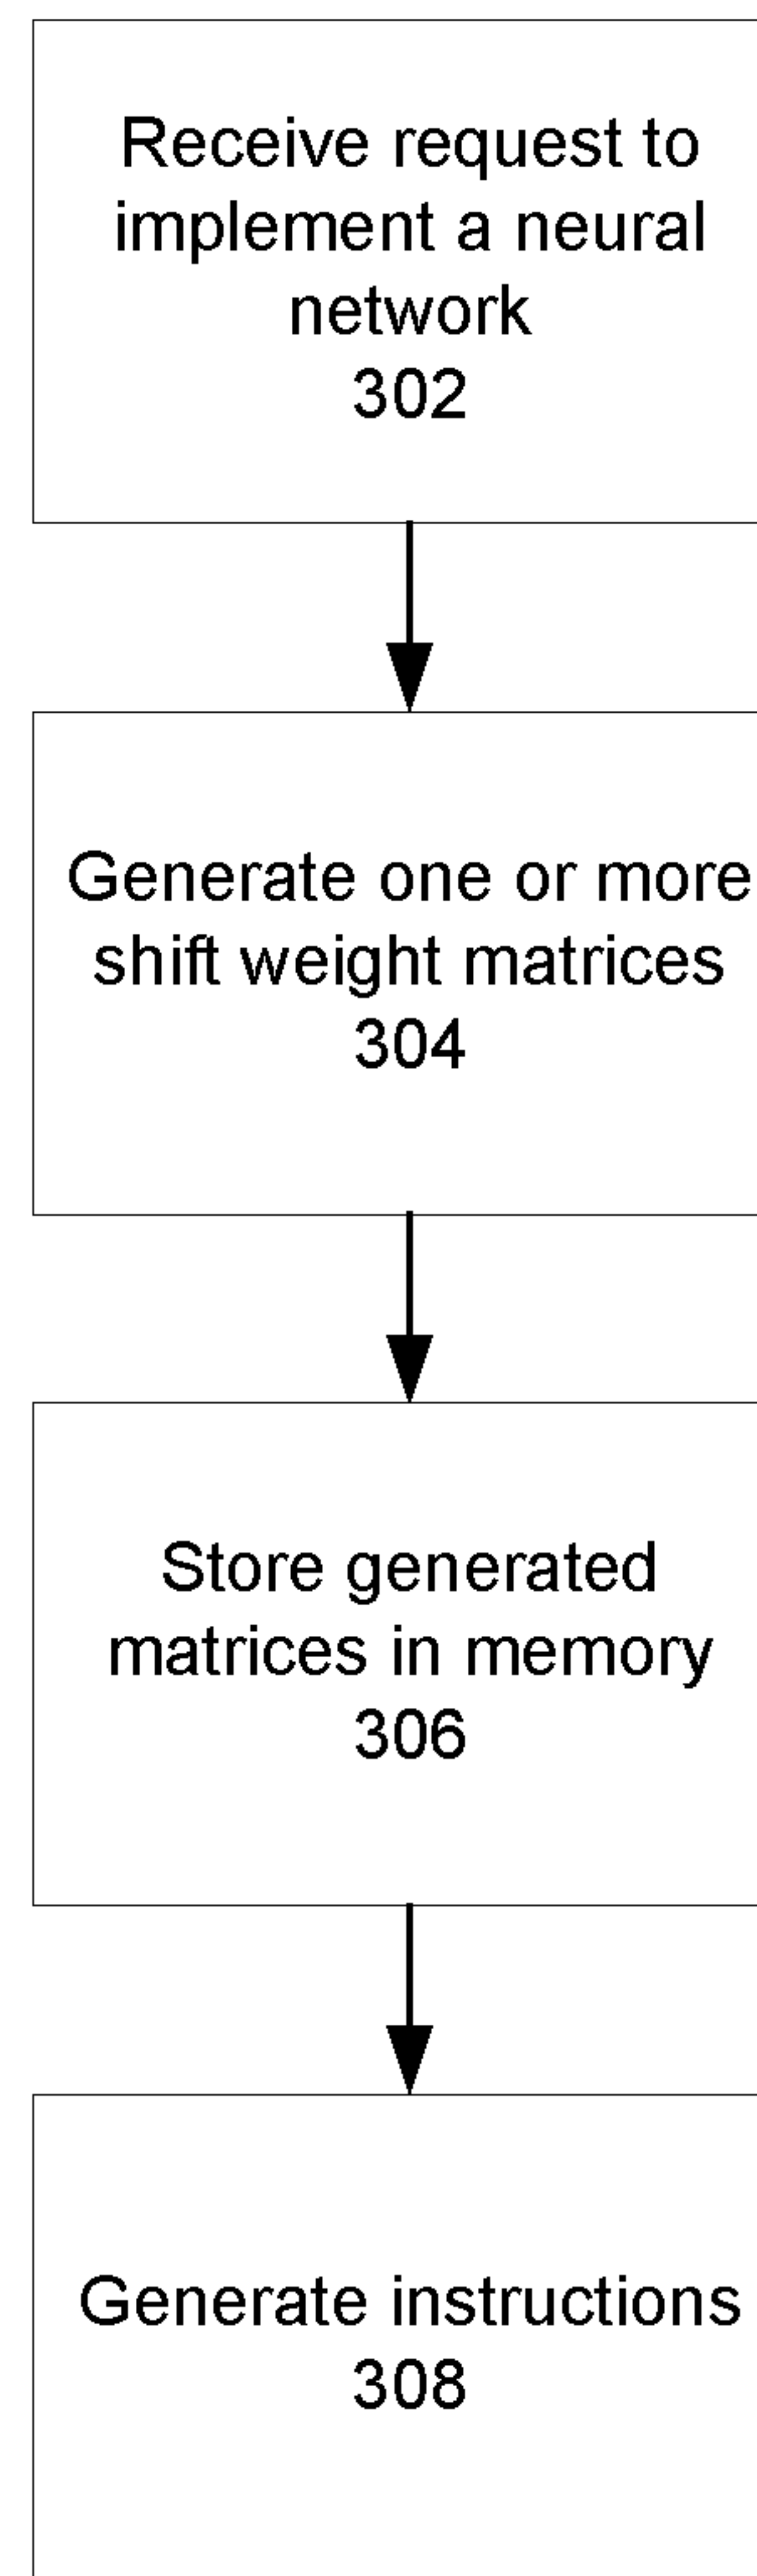 Receive request to
implement a neural
network
302
Generate one or more
shift weight matrices
304
Store generated
matrices in memory
306
Generate instructions
308